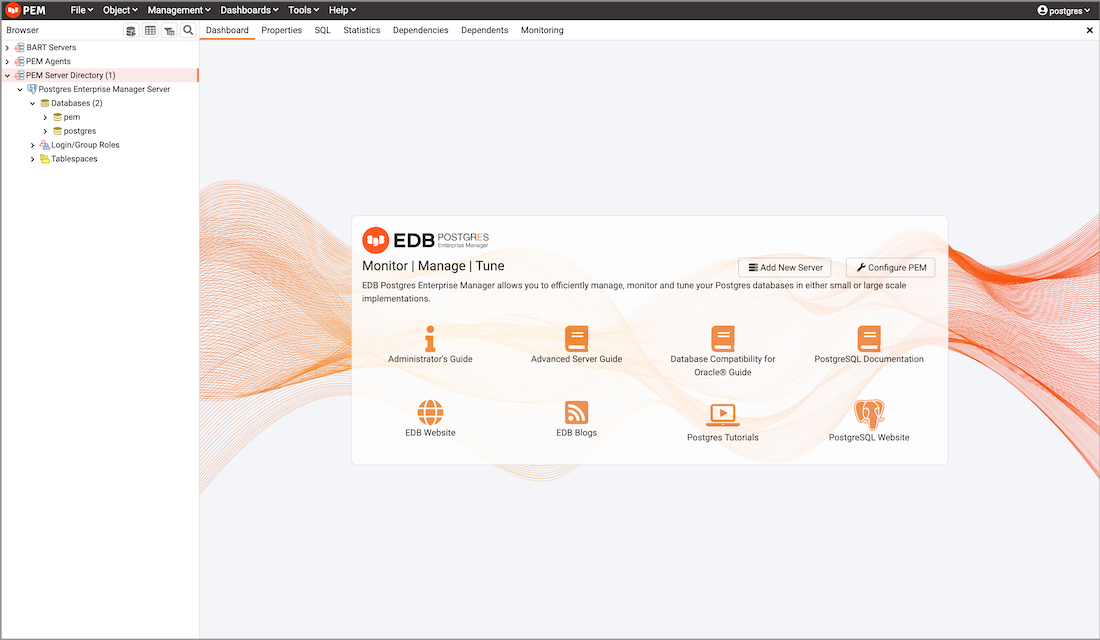 PEM File Object Management Dashboards Tools Help postgres
Browser
Dashboard Properties SQL Statistics Dependencies Dependents Monitoring
BART Servers
PEM Agents
PEM Server Directory (1)
Postgres Enterprise Manager Server
Databases (2)
pem
postgres
Login/Group Roles
Tablespaces
EDB POSTGRES
Enterprise Manager
Monitor | Manage | Tune
Add New Server
Configure PEM
EDB Postgres Enterprise Manager allows you to efficiently manage, monitor and tune your Postgres databases in either small or large scale
implementations.
Administrator's Guide
Advanced Server Guide
Database Compatibility for
Oracle® Guide
PostgreSQL Documentation
EDB Website
EDB Blogs
Postgres Tutorials
PostgreSQL Website